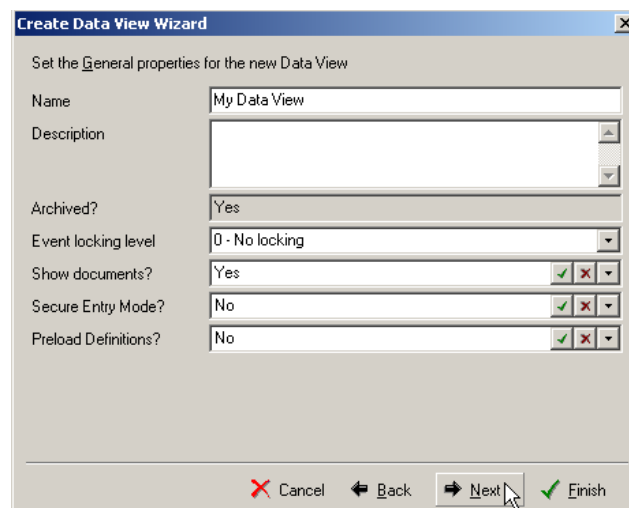 Create Data View Wizard
Set the General properties for the new Data View
Name My Data View
Description
Archived? Yes
Event locking level 0 - No locking
Show documents? Yes
Secure Entry Mode? No
Preload Definitions? No
Cancel Back Next Finish